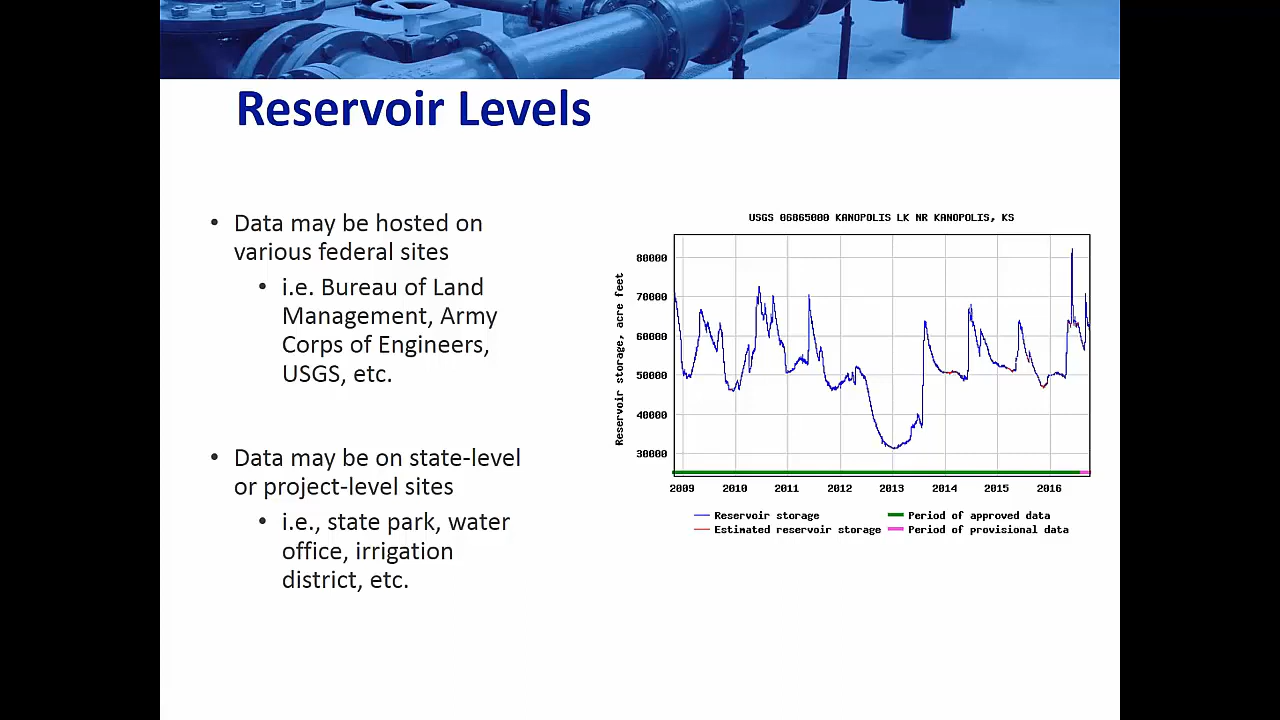 Reservoir Levels
• Data may be hosted on
various federal sites
• i.e. Bureau of Land
Management, Army
Corps of Engineers,
USGS, etc.
• Data may be on state-level
or project-level sites
• i.e., state park, water
office, irrigation
district, etc.
USGS 06865000 KANOPOLIS LK NR KANOPOLIS, KS
Reservoir storage, acre feet
80000
70000
60000
50000
40000
30000
2009 2010 2011 2012 2013 2014 2015 2016
Reservoir storage
Period of approved data
Estimated reservoir storage
Period of provisional data